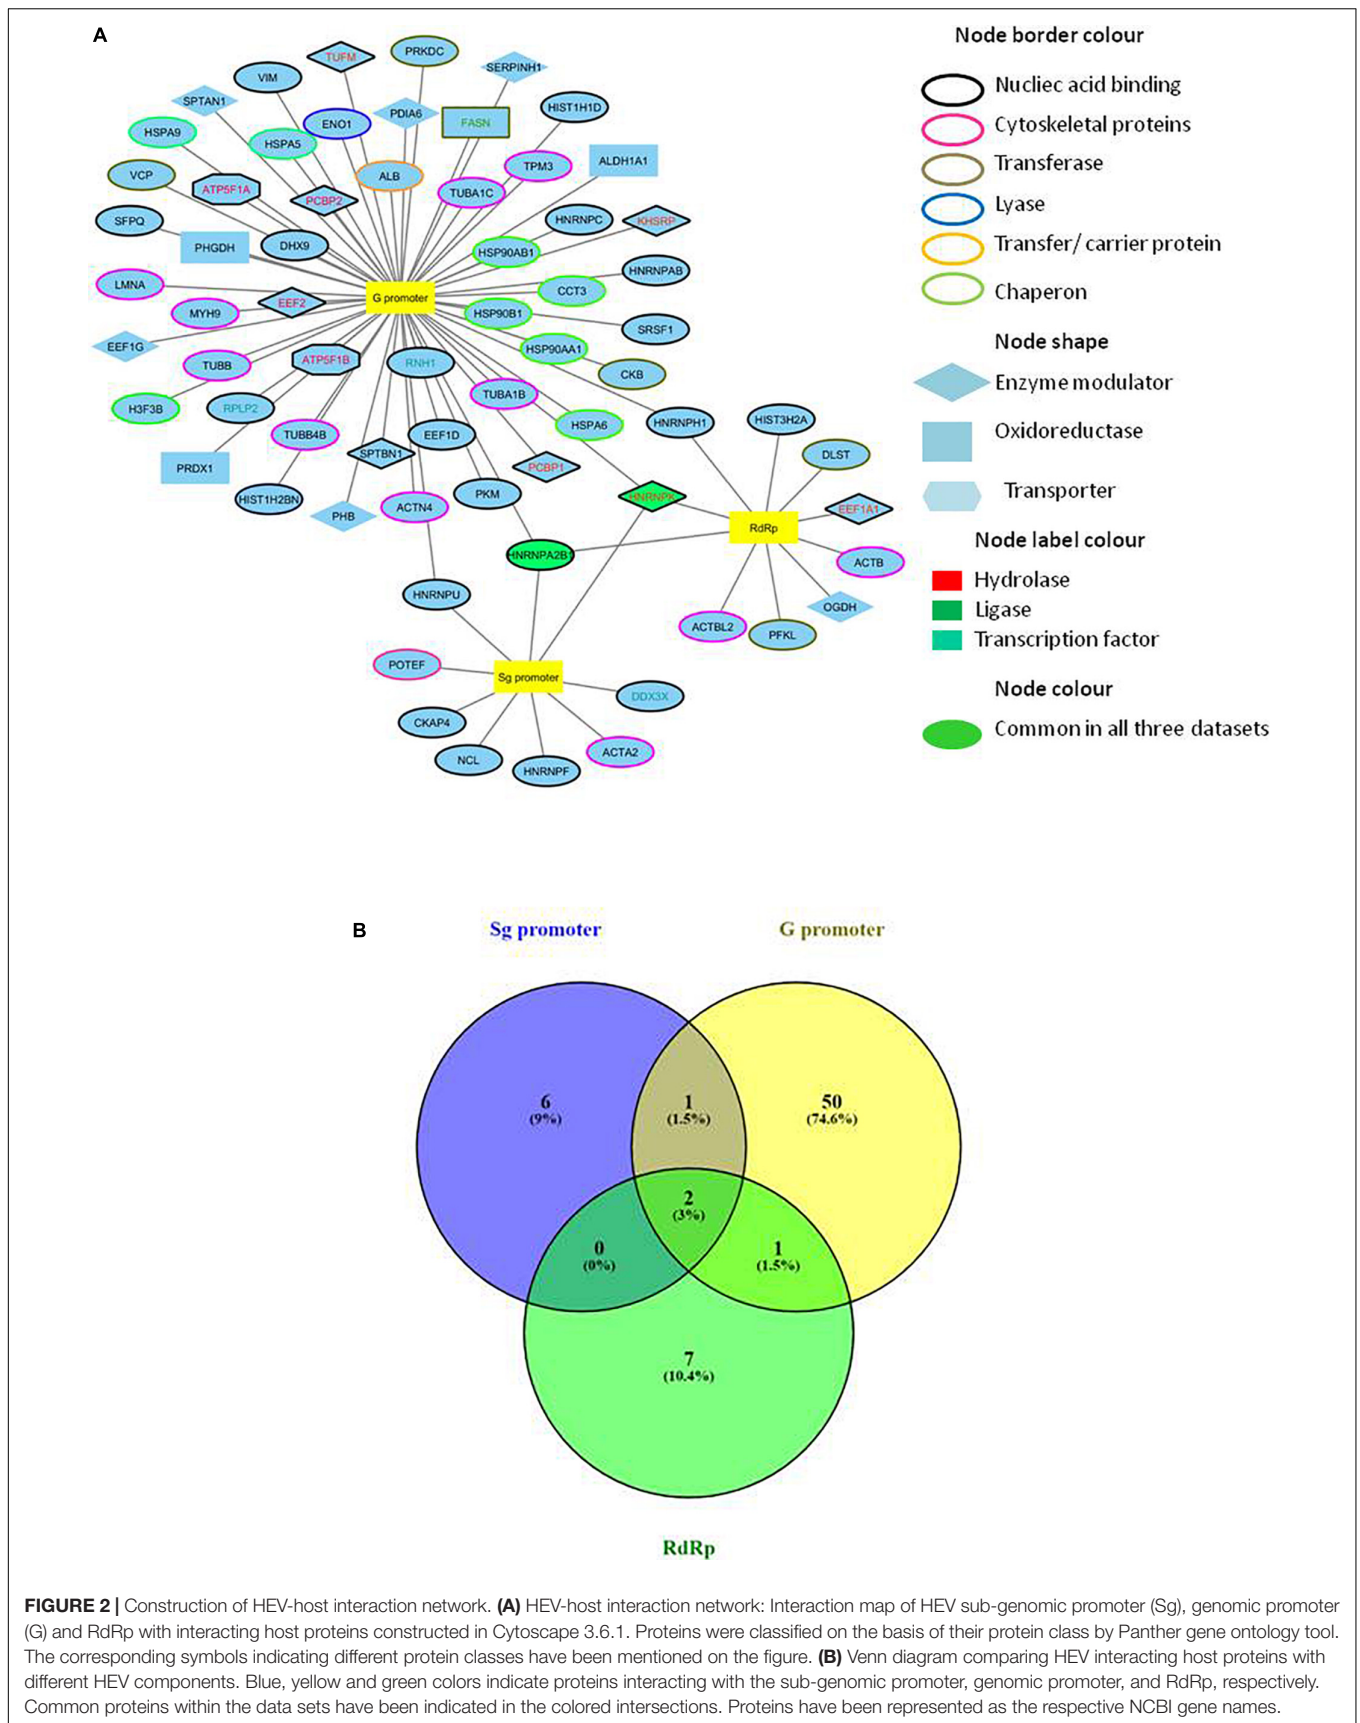 A
TUFM
PRKDC
SERPINH1
VIM
SPTAN1
PDIA6
HIST1H1D
ENO1
FASN
HSPA9
HSPA5
ALDH1A1
TPM3
VCP
ALB
ATP5F1A
PCBP2
TUBA1C
SFPQ
HNRNPC
KHSRP
PHGDH
DHX9
HSP90AB1
HNRNPAB
LMNA
G promoter
CCT3
EEF2
MYH9
HSP90B1
SRSF1
EEF1G
HSP90AA1
TUBB
ATP5F1B
RNH1
CKB
TUBA1B
H3F3B
RPLP2
HNRNPH1
HIST3H2A
HSPA6
TUBB4B
EEF1D
SPTBN1
DLST
PRDX1
PCBP1
HIST1H2BN
PKM
HNRNPK
PHB
ACTN4
EEF1A1
RdRp
HNRNPA2B1
ACTB
HNRNPU
OGDH
ACTBL2
PFKL
POTEF
Sg promoter
DDX3X
CKAP4
ACTA2
NCL
HNRNPF
Node border colour
Nucliec acid binding
Cytoskeletal proteins
Transferase
Lyase
Transfer/ carrier protein
Chaperon
Node shape
Enzyme modulator
Oxidoreductase
Transporter
Node label colour
Hydrolase
Ligase
Transcription factor
Node colour
Common in all three datasets
B
Sg promoter
G promoter
6
(9%)
1
(1.5%)
50
(74.6%)
2
(3%)
0
(0%)
1
(1.5%)
7
(10.4%)
RdRp
FIGURE 2 | Construction of HEV-host interaction network. (A) HEV-host interaction network: Interaction map of HEV sub-genomic promoter (Sg), genomic promoter
(G) and RdRp with interacting host proteins constructed in Cytoscape 3.6.1. Proteins were classified on the basis of their protein class by Panther gene ontology tool.
The corresponding symbols indicating different protein classes have been mentioned on the figure. (B) Venn diagram comparing HEV interacting host proteins with
different HEV components. Blue, yellow and green colors indicate proteins interacting with the sub-genomic promoter, genomic promoter, and RdRp, respectively.
Common proteins within the data sets have been indicated in the colored intersections. Proteins have been represented as the respective NCBI gene names.